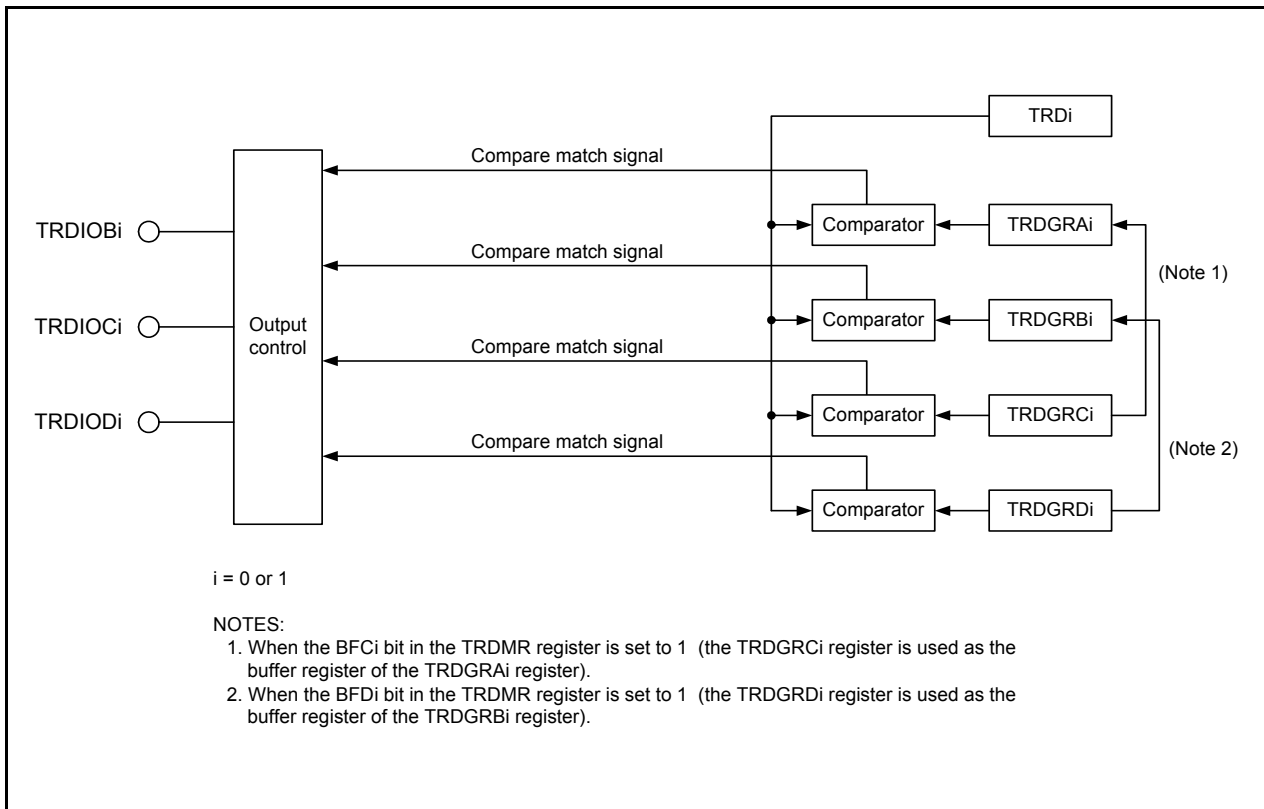 TRDi
Compare match signal
Comparator
TRDGRAi
TRDIOBi
(Note 1)
Compare match signal
Comparator
TRDGRBi
TRDIOCi
Output
control
Compare match signal
Comparator
TRDGRCi
TRDIODi
(Note 2)
Compare match signal
Comparator
TRDGRDi
i = 0 or 1
NOTES:
1. When the BFCi bit in the TRDMR register is set to 1 (the TRDGRCi register is used as the
buffer register of the TRDGRAi register).
2. When the BFDi bit in the TRDMR register is set to 1 (the TRDGRDi register is used as the
buffer register of the TRDGRBi register).